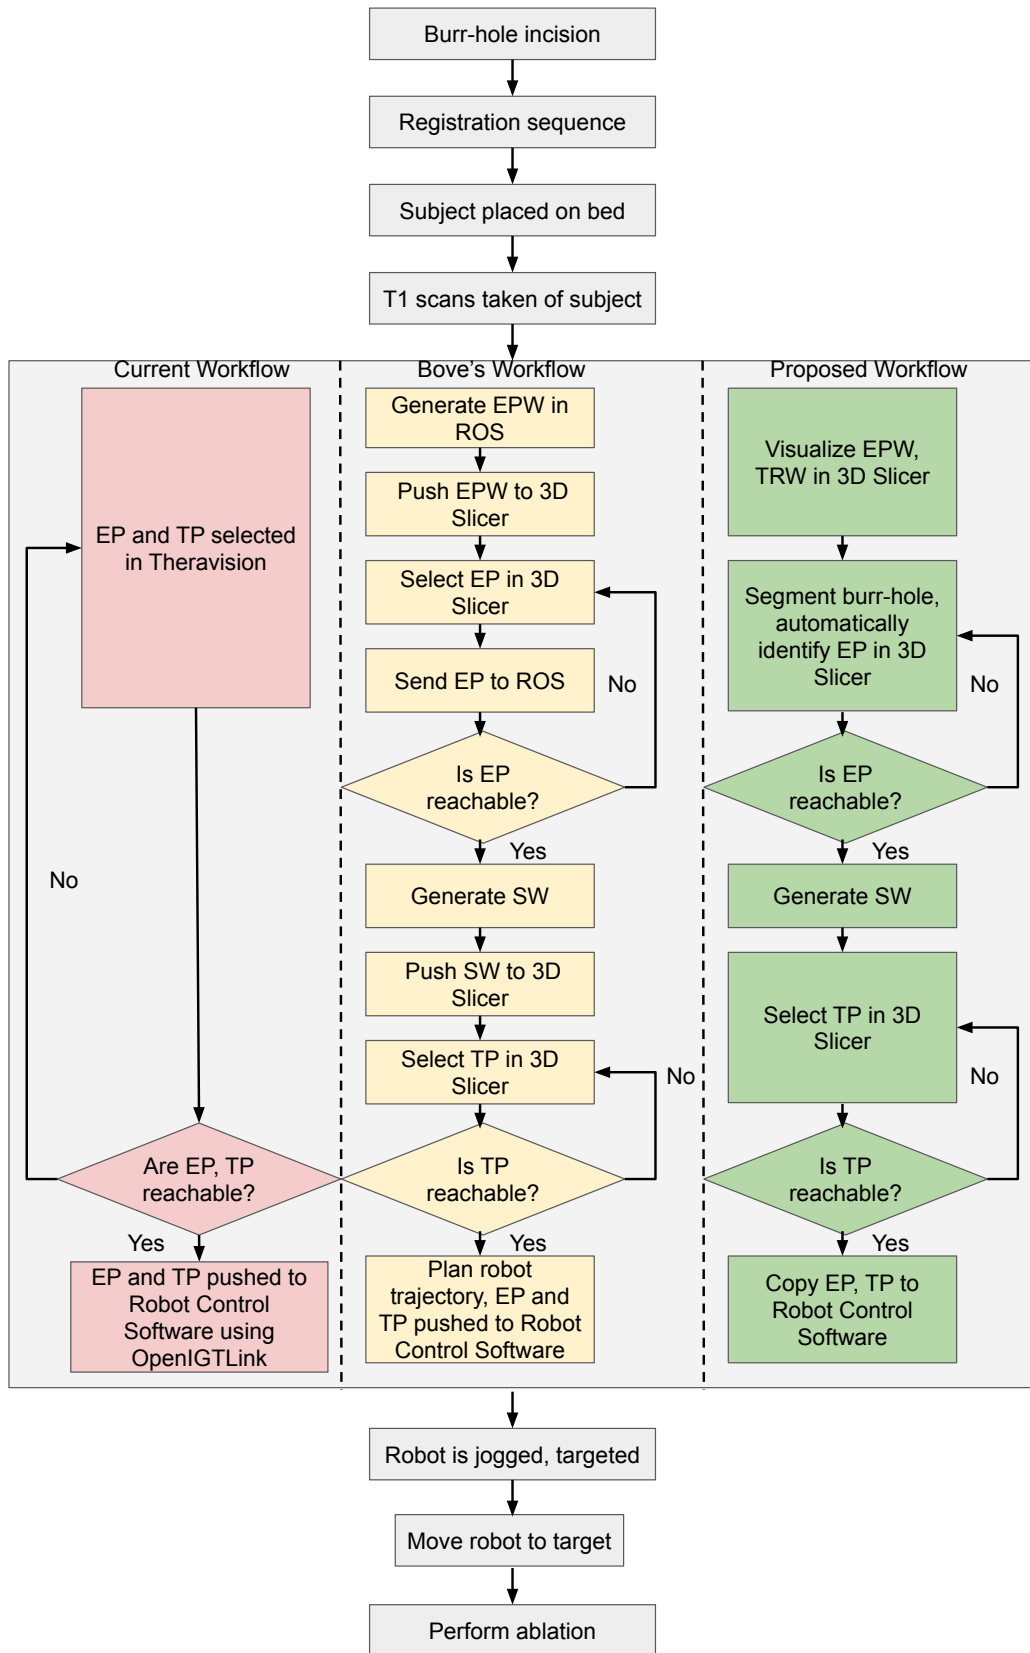 Burr-hole incision
Registration sequence
Subject placed on bed
T1 scans taken of subject
Current Workflow
EP and TP selected
in Theravision
No
Are EP, TP
reachable?
Yes
EP and TP pushed to
Robot Control
Software using
OpenIGTLink
Bove's Workflow
Generate EPW in
ROS
Push EPW to 3D
Slicer
Select EP in 3D
Slicer
Send EP to ROS
No
Is EP
reachable?
Yes
Generate SW
Push SW to 3D
Slicer
Select TP in 3D
Slicer
No
Is TP
reachable?
Yes
Plan robot
trajectory, EP and
TP pushed to Robot
Control Software
Proposed Workflow
Visualize EPW,
TRW in 3D Slicer
Segment burr-hole,
automatically
identify EP in 3D
Slicer
No
Is EP
reachable?
Yes
Generate SW
Select TP in 3D
Slicer
No
Is TP
reachable?
Yes
Copy EP, TP to
Robot Control
Software
Robot is jogged, targeted
Move robot to target
Perform ablation